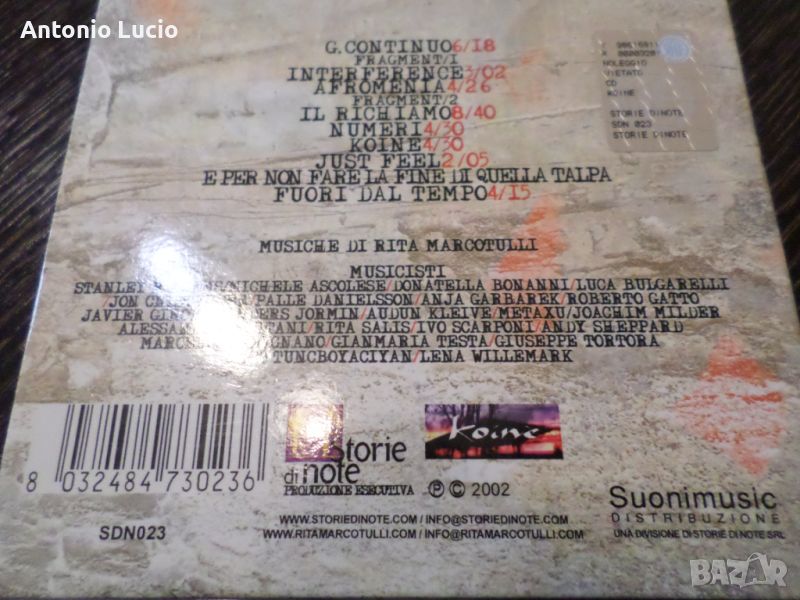 Antonio Lucio
G.CONTINUO 6/18
FRAGMENT/1
INTERFERENCE 3/02
AFROMENIA 4/26
FRAGMENT/2
IL RICHIAMO 8/40
NUMERI 4/30
KOINE 4/30
JUST FEEL 2/05
E PER NON FARE LA FINE DI QUELLA TALPA
FUORI DAL TEMPO 4/15
NOLEGGIO
VIETATO
CD
KOINE
STORIE DINOTE
SDN 023
STORIE DINOTE
MUSICHE DI RITA MARCOTULLI
MUSICISTI
STANLEY /MICHELE ASCOLESE/DONATELLA BONANNI/LUCA BULGARELLI
/JON /PALLE DANIELSSON/ANJA GARBAREK/ROBERTO GATTO
JAVIER JORMIN/AUDUN KLEIVE/METAXU/JOACHIM MILDER
/RITA SALIS/IVO SCARPONI/ANDY SHEPPARD
/GIANMARIA TESTA/GIUSEPPE TORTORA
TUNCBOYACIYAN/LENA WILLEMARK
8 032484 730236
SDN023
Storie
di note
PRODUZIONE ESECUTIVA
Koinè
℗ © 2002
WWW.STORIEDINOTE.COM / INFO@STORIEDINOTE.COM
WWW.RITAMARCOTULLI.COM / INFO@RITAMARCOTULLI.COM
Suonimusic
DISTRIBUZIONE
UNA DIVISIONE DI STORIE DI NOTE SRL
BAZAR